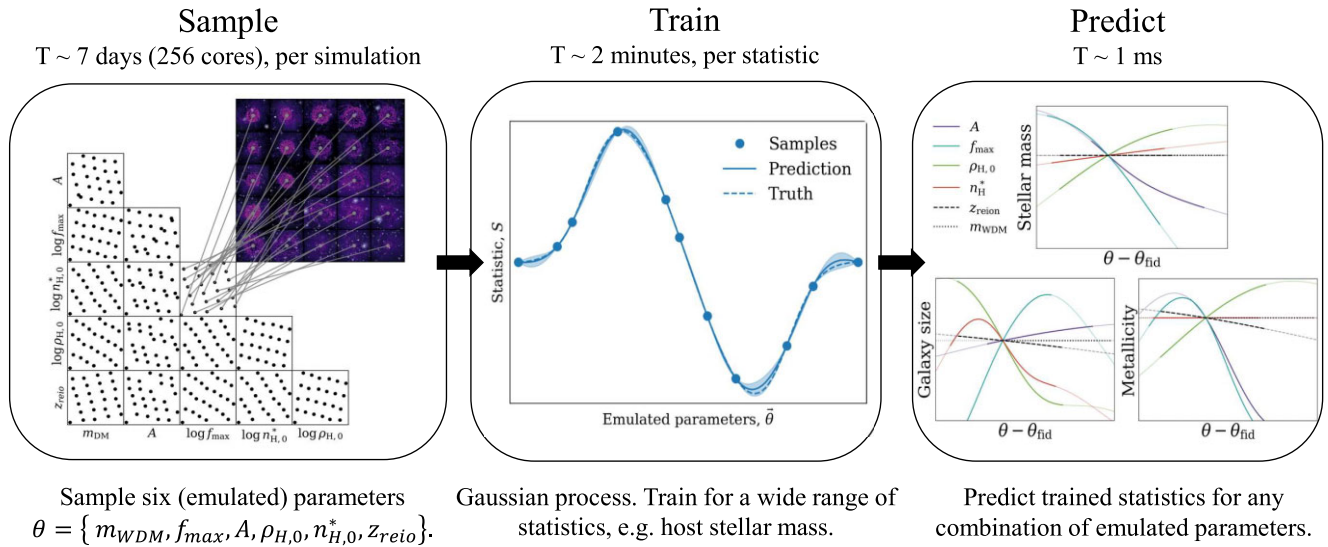 Sample
T ~ 7 days (256 cores), per simulation
A
log f_max
log n*_H,0
log ρ_H,0
z_reio
m_DM
A
log f_max
log n*_H,0
log ρ_H,0
Sample six (emulated) parameters
θ = { m_WDM, f_max, A, ρ_H,0, n*_H,0, z_reio}.
Train
T ~ 2 minutes, per statistic
Samples
Prediction
Truth
Statistic, S
Emulated parameters, θ⃗
Gaussian process. Train for a wide range of
statistics, e.g. host stellar mass.
Predict
T ~ 1 ms
A
f_max
ρ_H,0
n*_H
z_reion
m_WDM
Stellar mass
θ − θ_fid
Galaxy size
θ − θ_fid
Metallicity
θ − θ_fid
Predict trained statistics for any
combination of emulated parameters.